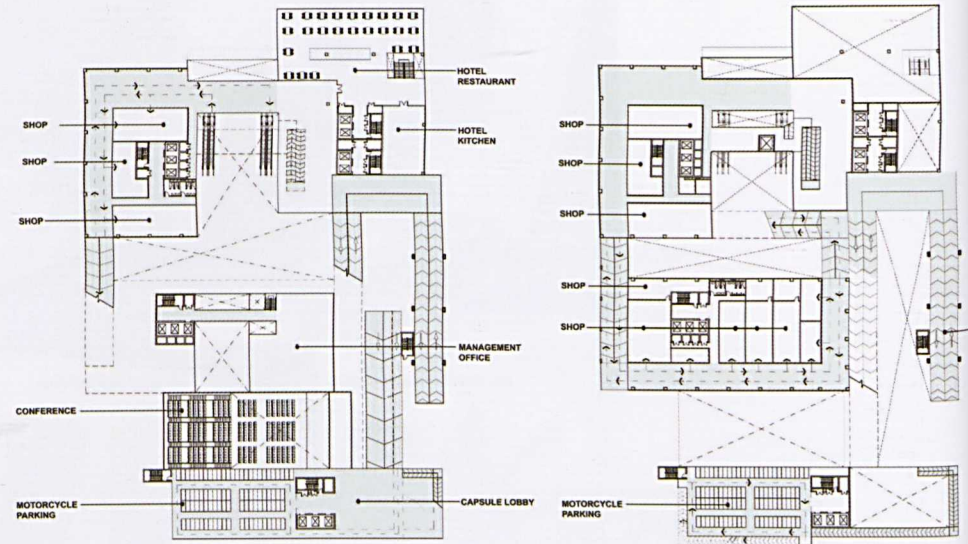 HOTEL
RESTAURANT
SHOP
HOTEL
KITCHEN
SHOP
SHOP
MANAGEMENT
OFFICE
CONFERENCE
MOTORCYCLE
PARKING
CAPSULE LOBBY
SHOP
SHOP
SHOP
SHOP
SHOP
MOTORCYCLE
PARKING